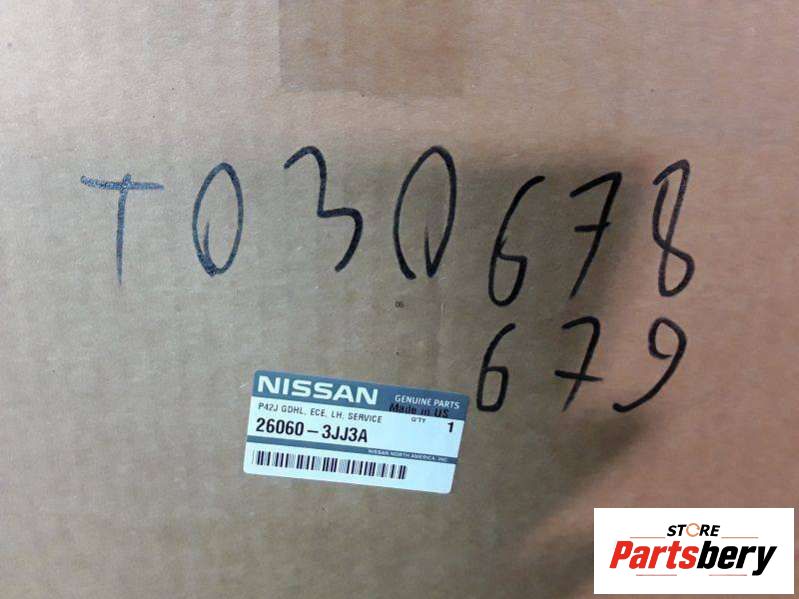 T030678
679
NISSAN GENUINE PARTS
Made in US
P42J GDHL, ECE, LH, SERVICE Q'TY 1
26060-3JJ3A
NISSAN NORTH AMERICA, INC.
STORE
Partsbery